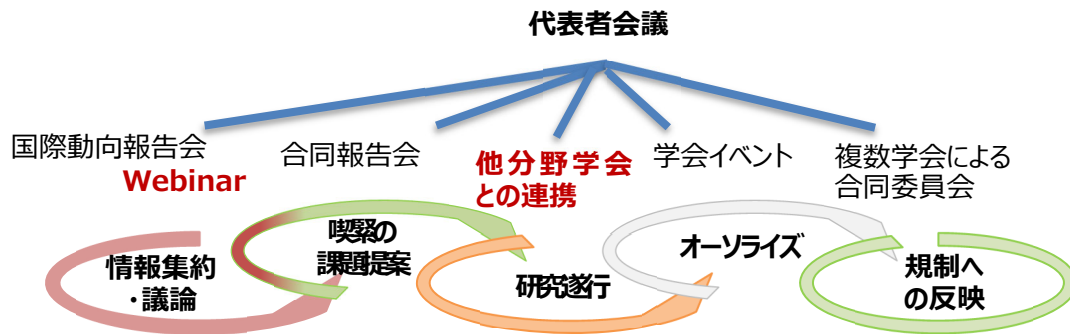 代表者会議
国際動向報告会
Webinar
合同報告会
他分野学会
との連携
学会イベント
複数学会による
合同委員会
情報集約
・議論
喫緊の
課題提案
研究遂行
オーソライズ
規制へ
の反映